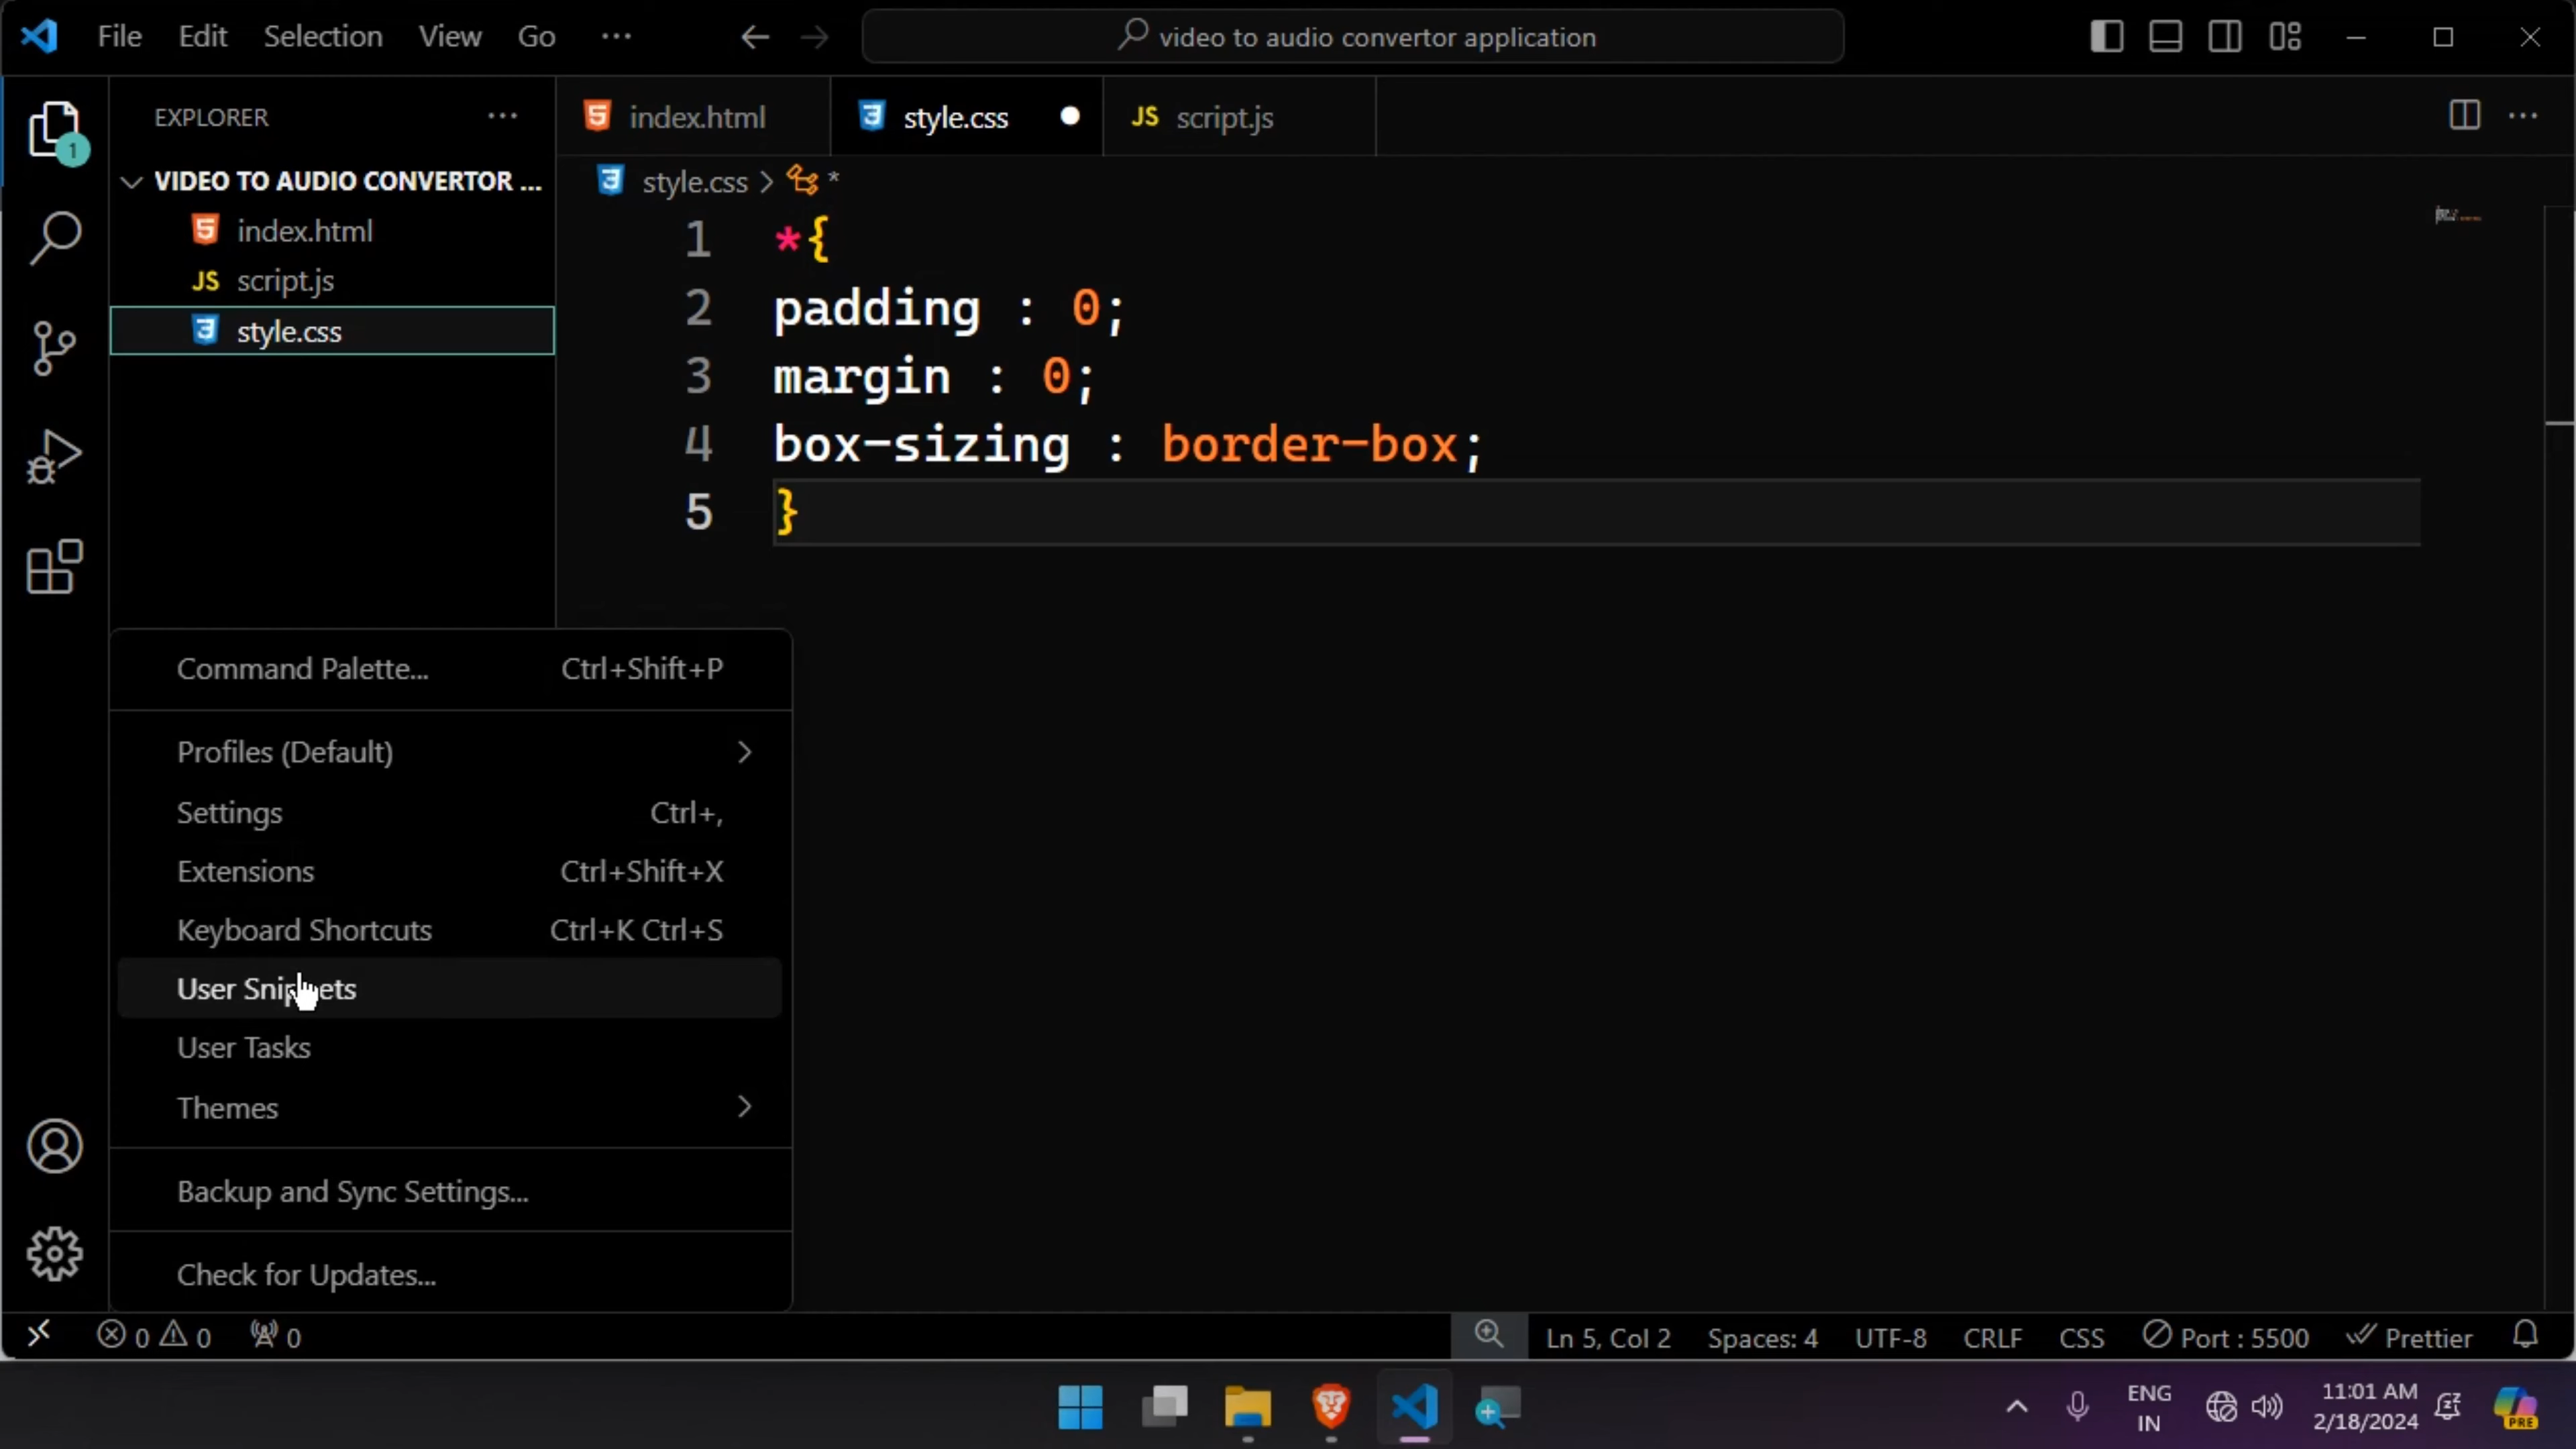 File Edit Selection View Go ... video to audio convertor application
EXPLORER ...
index.html style.css JS script.js ...
VIDEO TO AUDIO CONVERTOR ...
style.css > *
index.html
JS script.js
style.css
1 *{
2 padding : 0;
3 margin : 0;
4 box-sizing : border-box;
5 }
1
Command Palette... Ctrl+Shift+P
Profiles (Default)
Settings Ctrl+,
Extensions Ctrl+Shift+X
Keyboard Shortcuts Ctrl+K Ctrl+S
User Snippets
User Tasks
Themes
Backup and Sync Settings...
Check for Updates...
0 0 0 Ln 5, Col 2 Spaces: 4 UTF-8 CRLF CSS Port : 5500 Prettier
ENG
IN
11:01 AM
2/18/2024
PRE